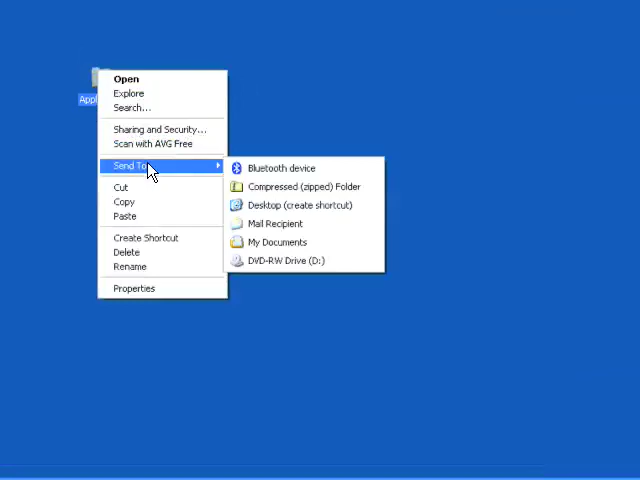 Open
Explore
Search...
Appl
Sharing and Security...
Scan with AVG Free
Send To
Bluetooth device
Compressed (zipped) Folder
Desktop (create shortcut)
Mail Recipient
My Documents
DVD-RW Drive (D:)
Cut
Copy
Paste
Create Shortcut
Delete
Rename
Properties